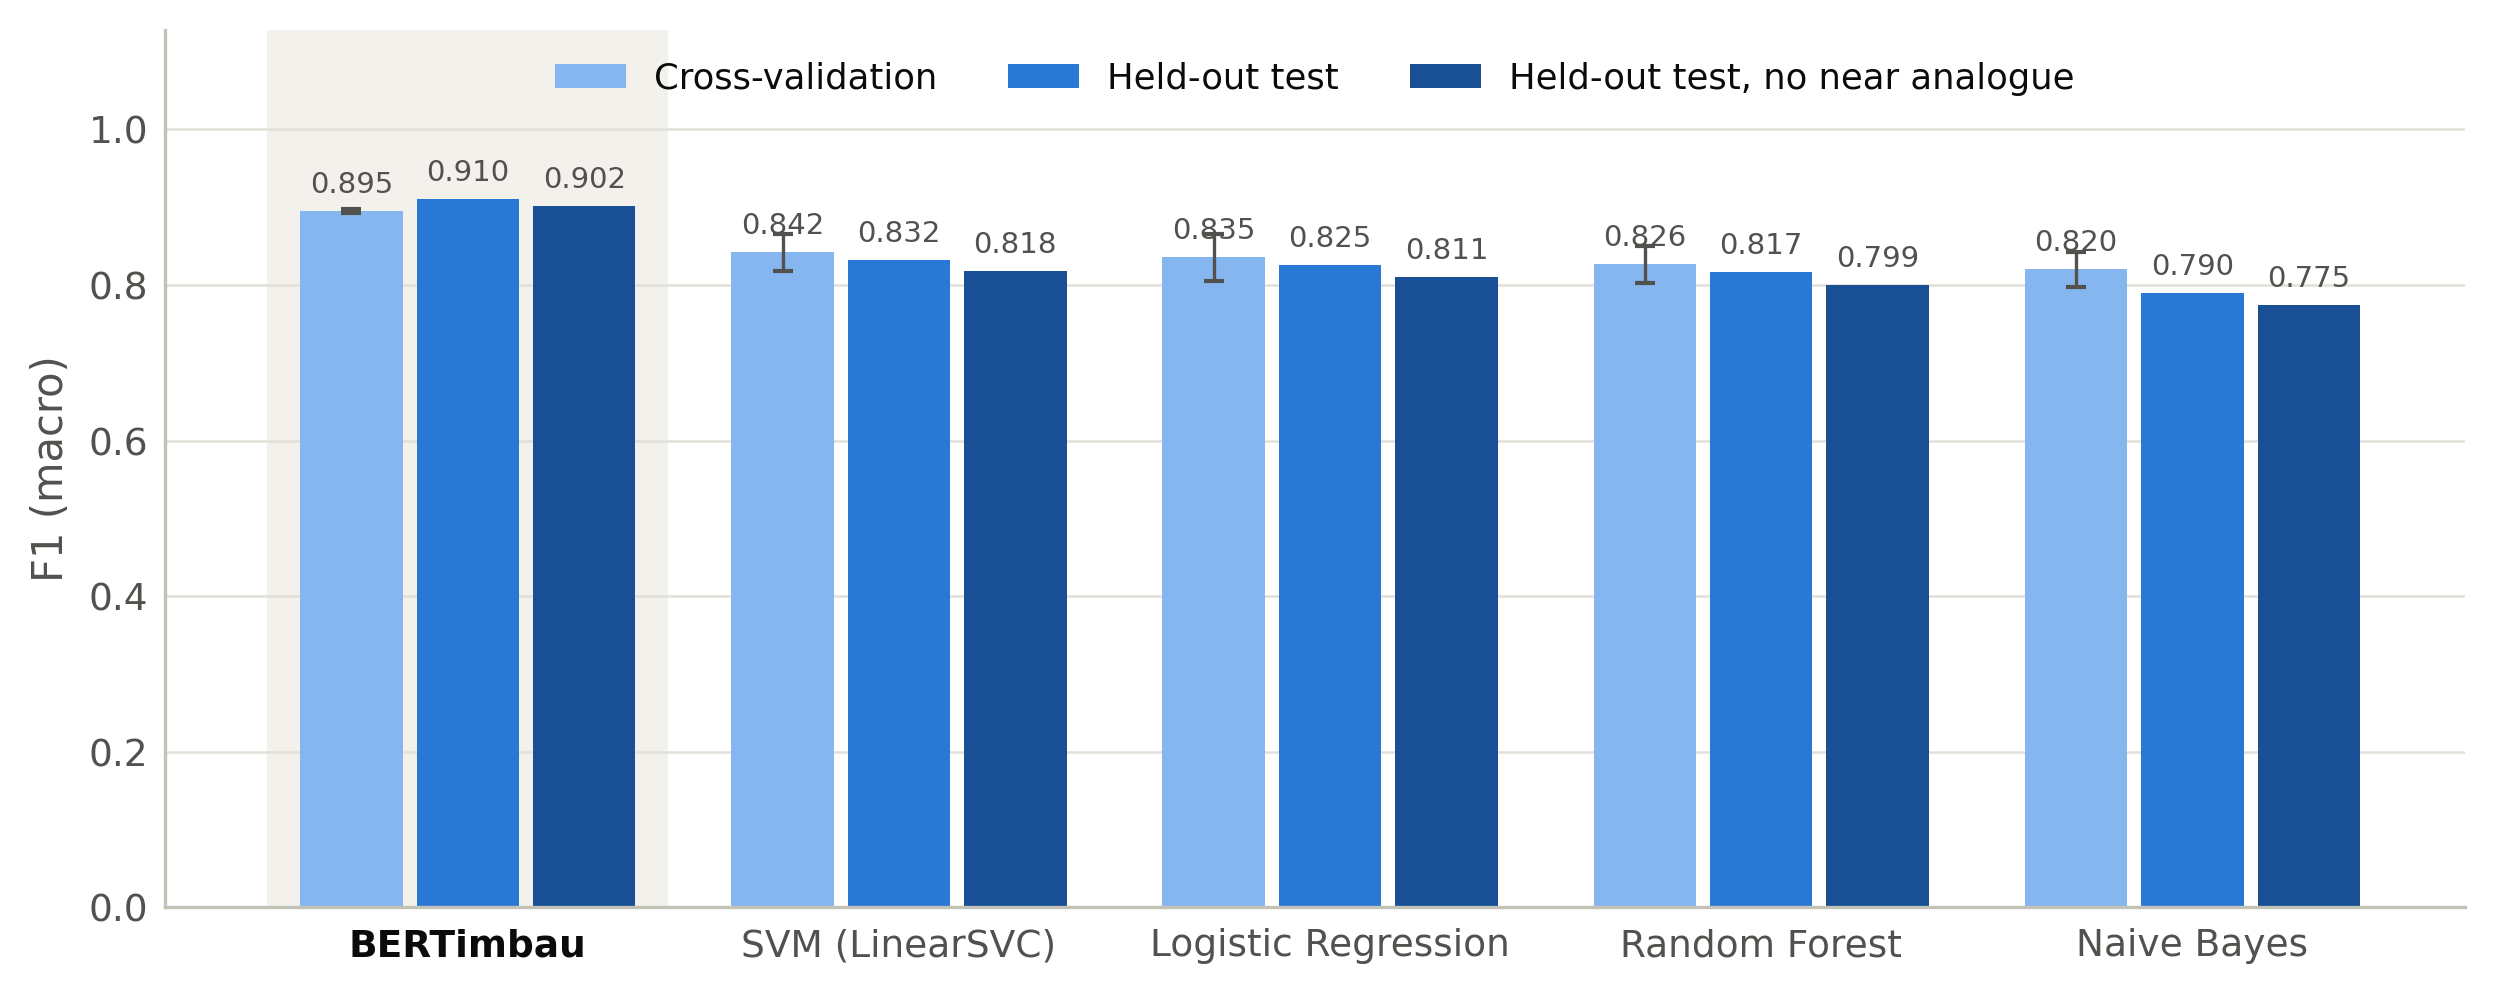 Cross-validation Held-out test Held-out test, no near analogue
F1 (macro)
1.0
0.8
0.6
0.4
0.2
0.0
0.895 0.910 0.902
0.842 0.832 0.818
0.835 0.825 0.811
0.826 0.817 0.799
0.820 0.790 0.775
BERTimbau SVM (LinearSVC) Logistic Regression Random Forest Naive Bayes